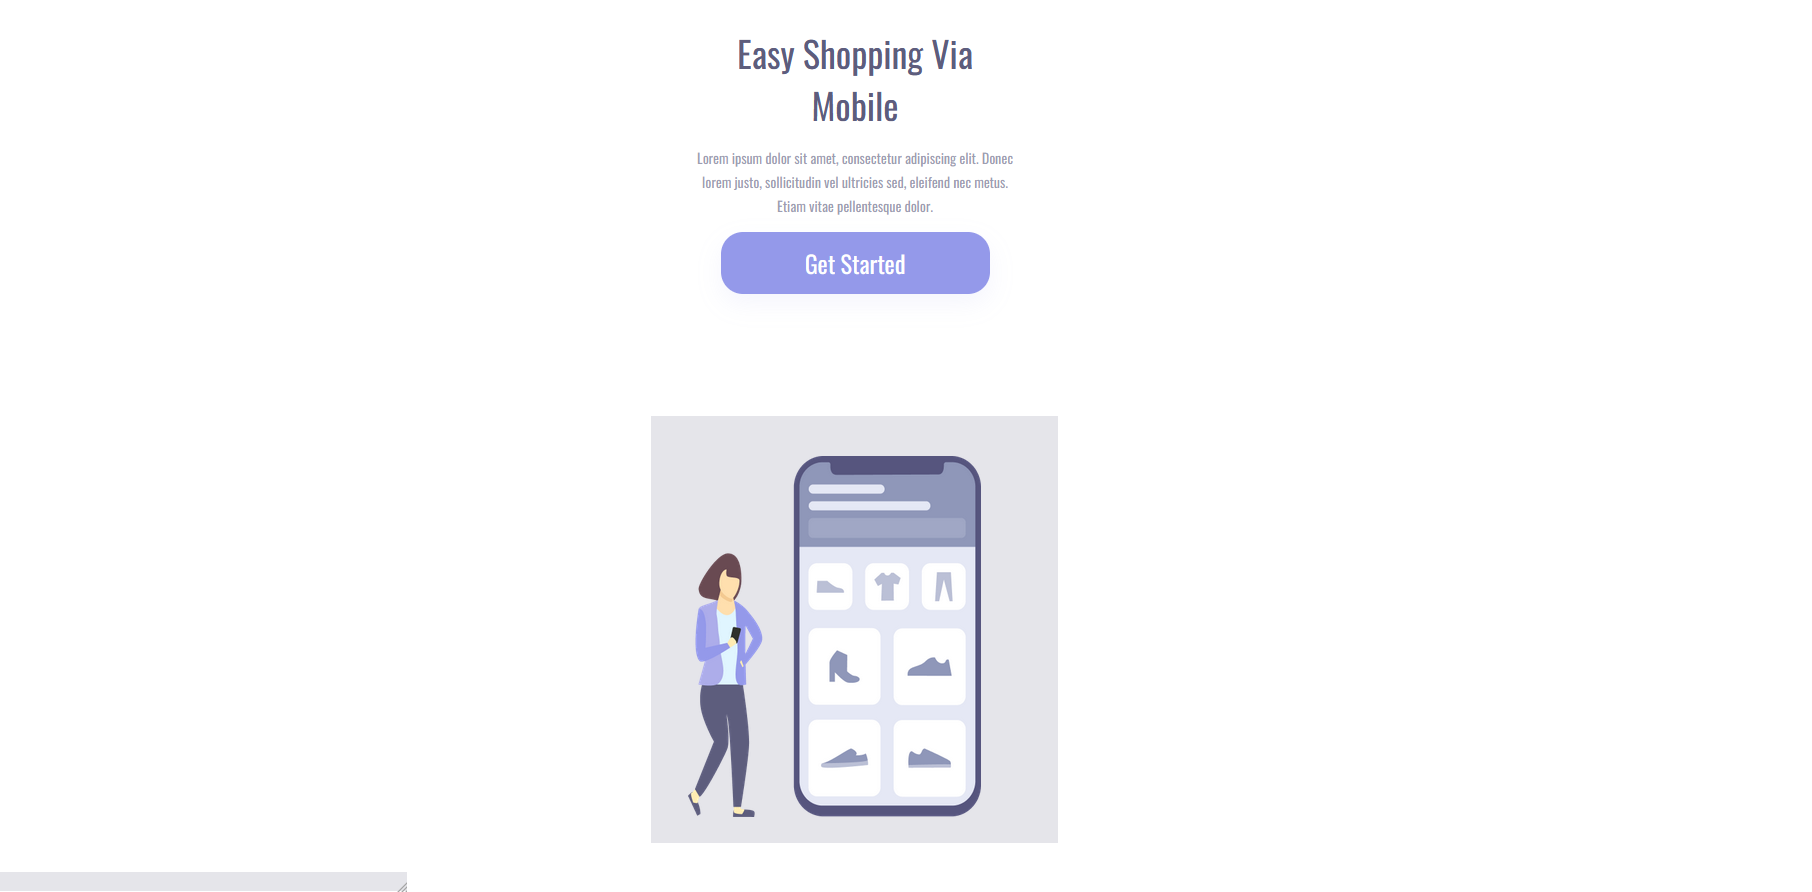 Easy Shopping Via
Mobile
Lorem ipsum dolor sit amet, consectetur adipiscing elit. Donec
lorem justo, sollicitudin vel ultricies sed, eleifend nec metus.
Etiam vitae pellentesque dolor.
Get Started